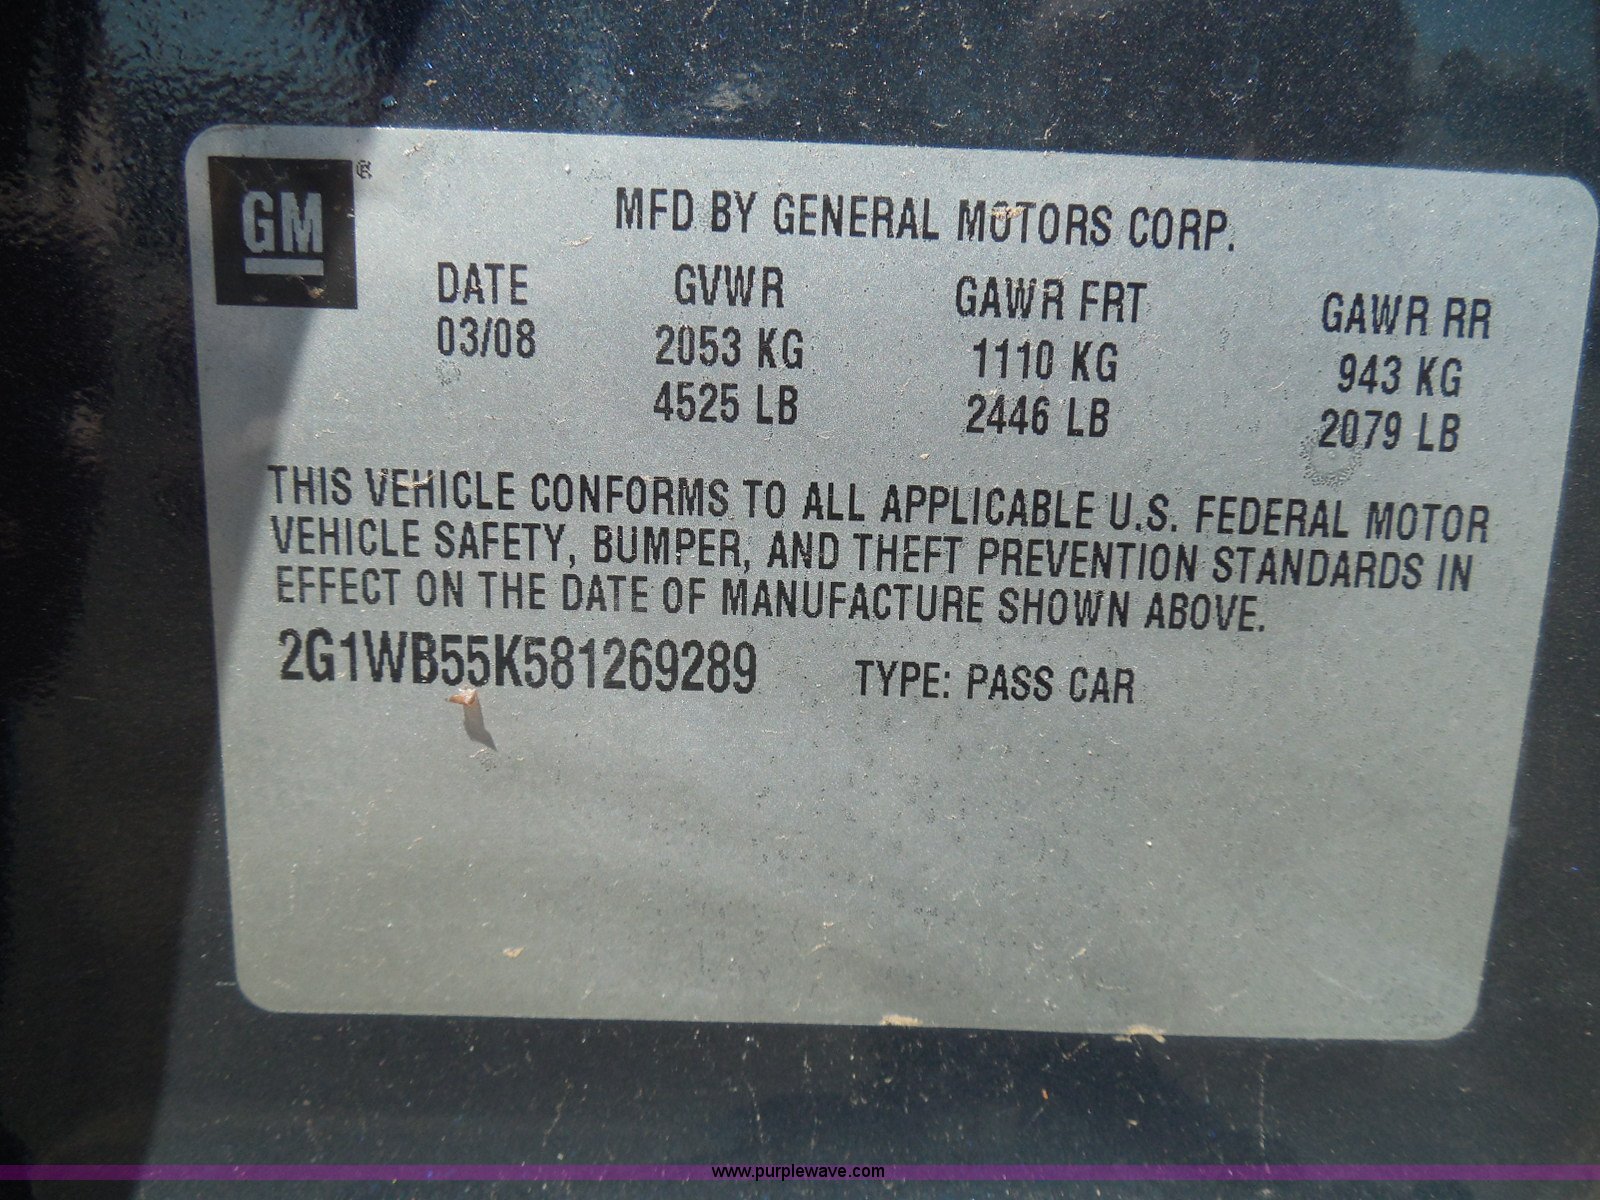 GM ®
MFD BY GENERAL MOTORS CORP.
DATE GVWR GAWR FRT GAWR RR
03/08 2053 KG 1110 KG 943 KG
4525 LB 2446 LB 2079 LB
THIS VEHICLE CONFORMS TO ALL APPLICABLE U.S. FEDERAL MOTOR
VEHICLE SAFETY, BUMPER, AND THEFT PREVENTION STANDARDS IN
EFFECT ON THE DATE OF MANUFACTURE SHOWN ABOVE.
2G1WB55K581269289 TYPE: PASS CAR
www.purplewave.com